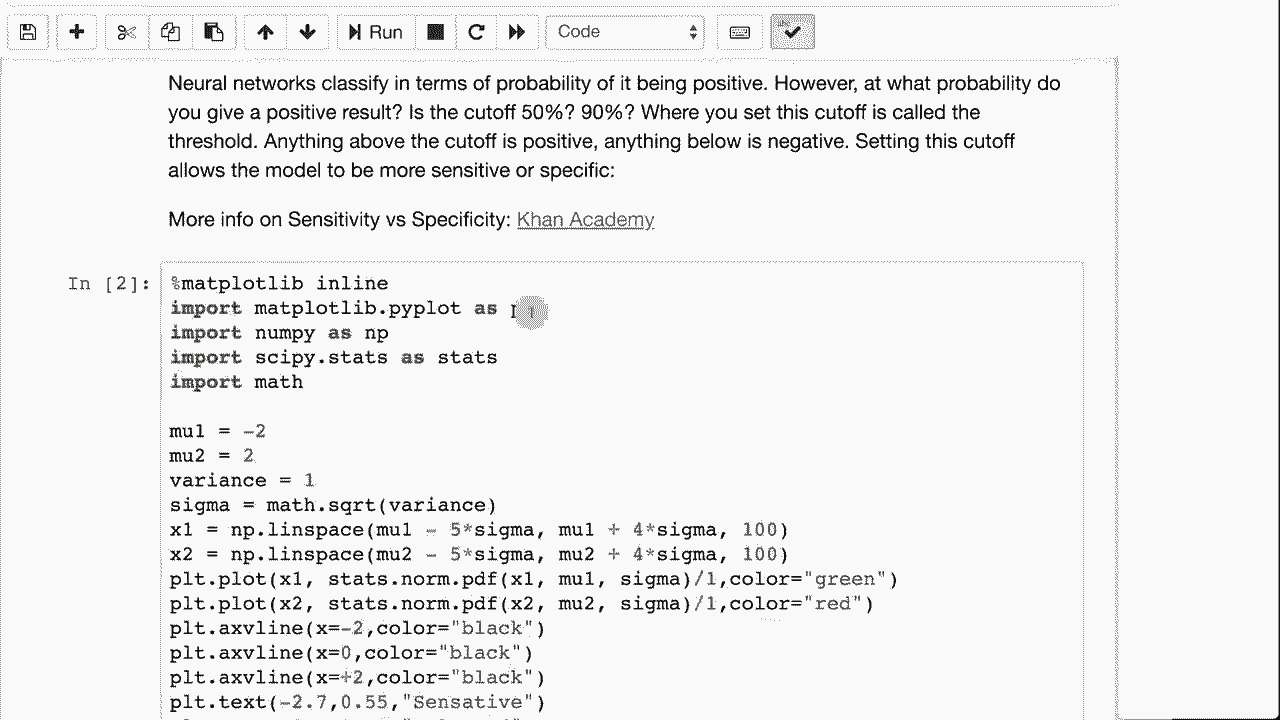 Run
Code
Neural networks classify in terms of probability of it being positive. However, at what probability do
you give a positive result? Is the cutoff 50%? 90%? Where you set this cutoff is called the
threshold. Anything above the cutoff is positive, anything below is negative. Setting this cutoff
allows the model to be more sensitive or specific:
More info on Sensitivity vs Specificity: Khan Academy
In [2]:
%matplotlib inline
import matplotlib.pyplot as
import numpy as np
import scipy.stats as stats
import math
mu1 = -2
mu2 = 2
variance = 1
sigma = math.sqrt(variance)
x1 = np.linspace(mu1 - 5*sigma, mu1 + 4*sigma, 100)
x2 = np.linspace(mu2 - 5*sigma, mu2 + 4*sigma, 100)
plt.plot(x1, stats.norm.pdf(x1, mu1, sigma)/1,color="green")
plt.plot(x2, stats.norm.pdf(x2, mu2, sigma)/1,color="red")
plt.axvline(x=-2,color="black")
plt.axvline(x=0,color="black")
plt.axvline(x=+2,color="black")
plt.text(-2.7,0.55,"Sensative")